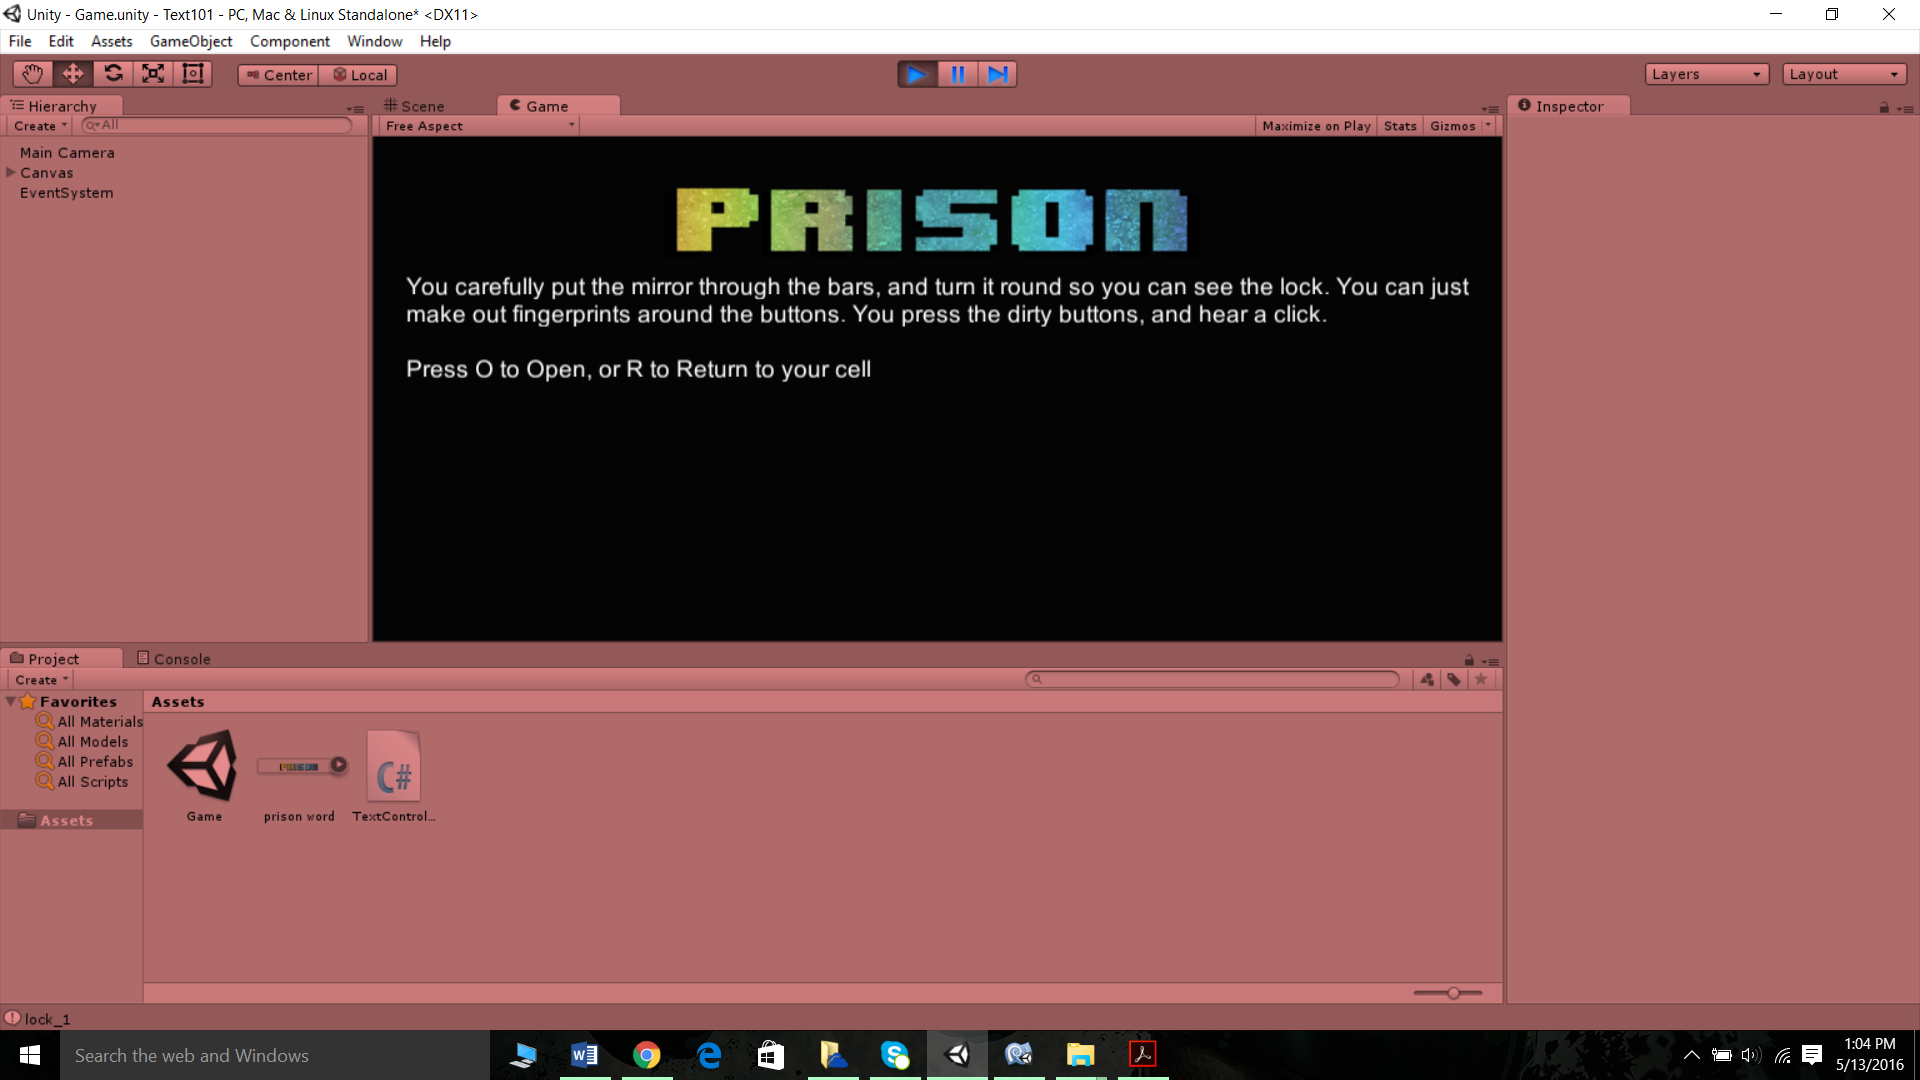 Unity - Game.unity - Text101 - PC, Mac & Linux Standalone* <DX11>
File Edit Assets GameObject Component Window Help
Center Local Layers Layout
Hierarchy Scene Game Inspector
Create All Free Aspect Maximize on Play Stats Gizmos
Main Camera
Canvas
EventSystem
PRISON
You carefully put the mirror through the bars, and turn it round so you can see the lock. You can just
make out fingerprints around the buttons. You press the dirty buttons, and hear a click.
Press O to Open, or R to Return to your cell
Project Console
Create
Favorites Assets
All Materials
All Models
All Prefabs
All Scripts
Assets
PRISON
C#
Game prison word TextControl...
lock_1
Search the web and Windows
1:04 PM
5/13/2016